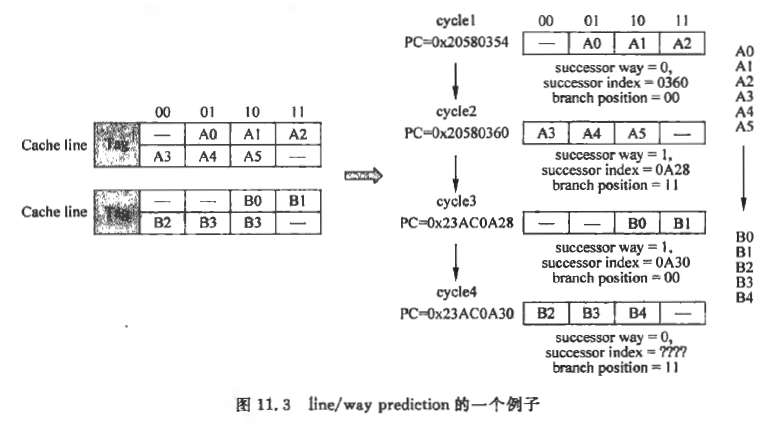 00 01 10 11
Cache line Tag — A0 A1 A2
A3 A4 A5 —
Cache line Tag — — B0 B1
B2 B3 B3 —
cycle1 00 01 10 11
PC=0x20580354 — A0 A1 A2
successor way = 0,
successor index = 0360
branch position = 00
cycle2
PC=0x20580360 A3 A4 A5 —
successor way = 1,
successor index = 0A28
branch position = 11
cycle3
PC=0x23AC0A28 — — B0 B1
successor way = 1,
successor index = 0A30
branch position = 00
cycle4
PC=0x23AC0A30 B2 B3 B4 —
successor way = 0,
successor index = ????
branch position = 11
A0
A1
A2
A3
A4
A5
B0
B1
B2
B3
B4
图 11.3 line/way prediction 的一个例子